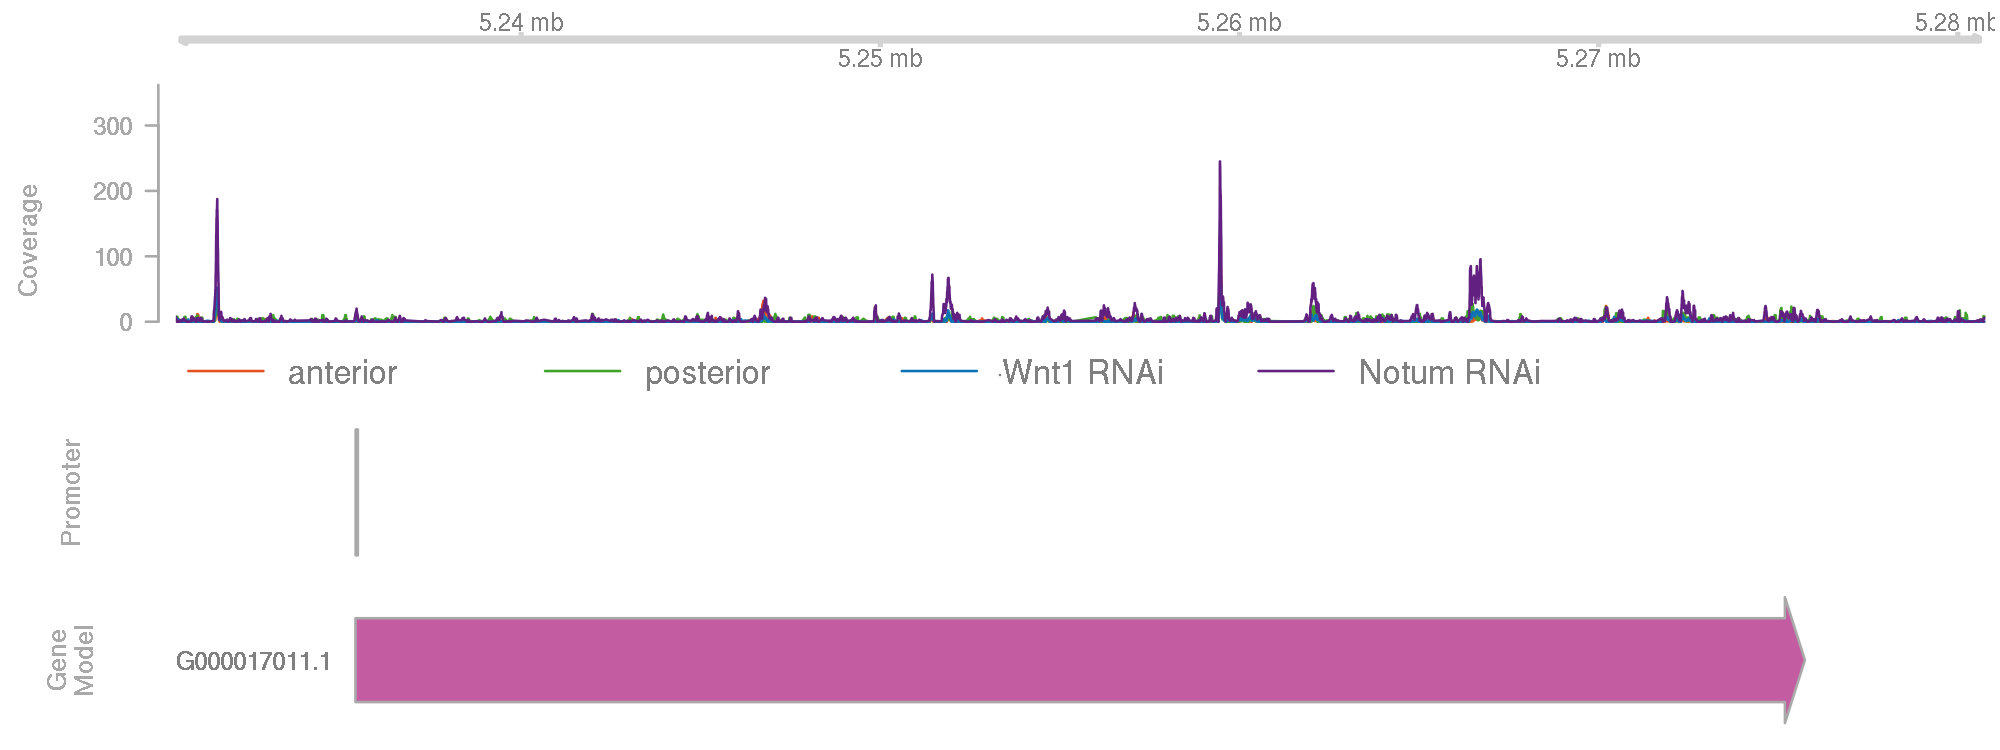 5.24 mb 5.26 mb 5.28 mb
5.25 mb 5.27 mb
300
200
100
0
Coverage
anterior posterior Wnt1 RNAi Notum RNAi
Promoter
Gene
Model
G000017011.1